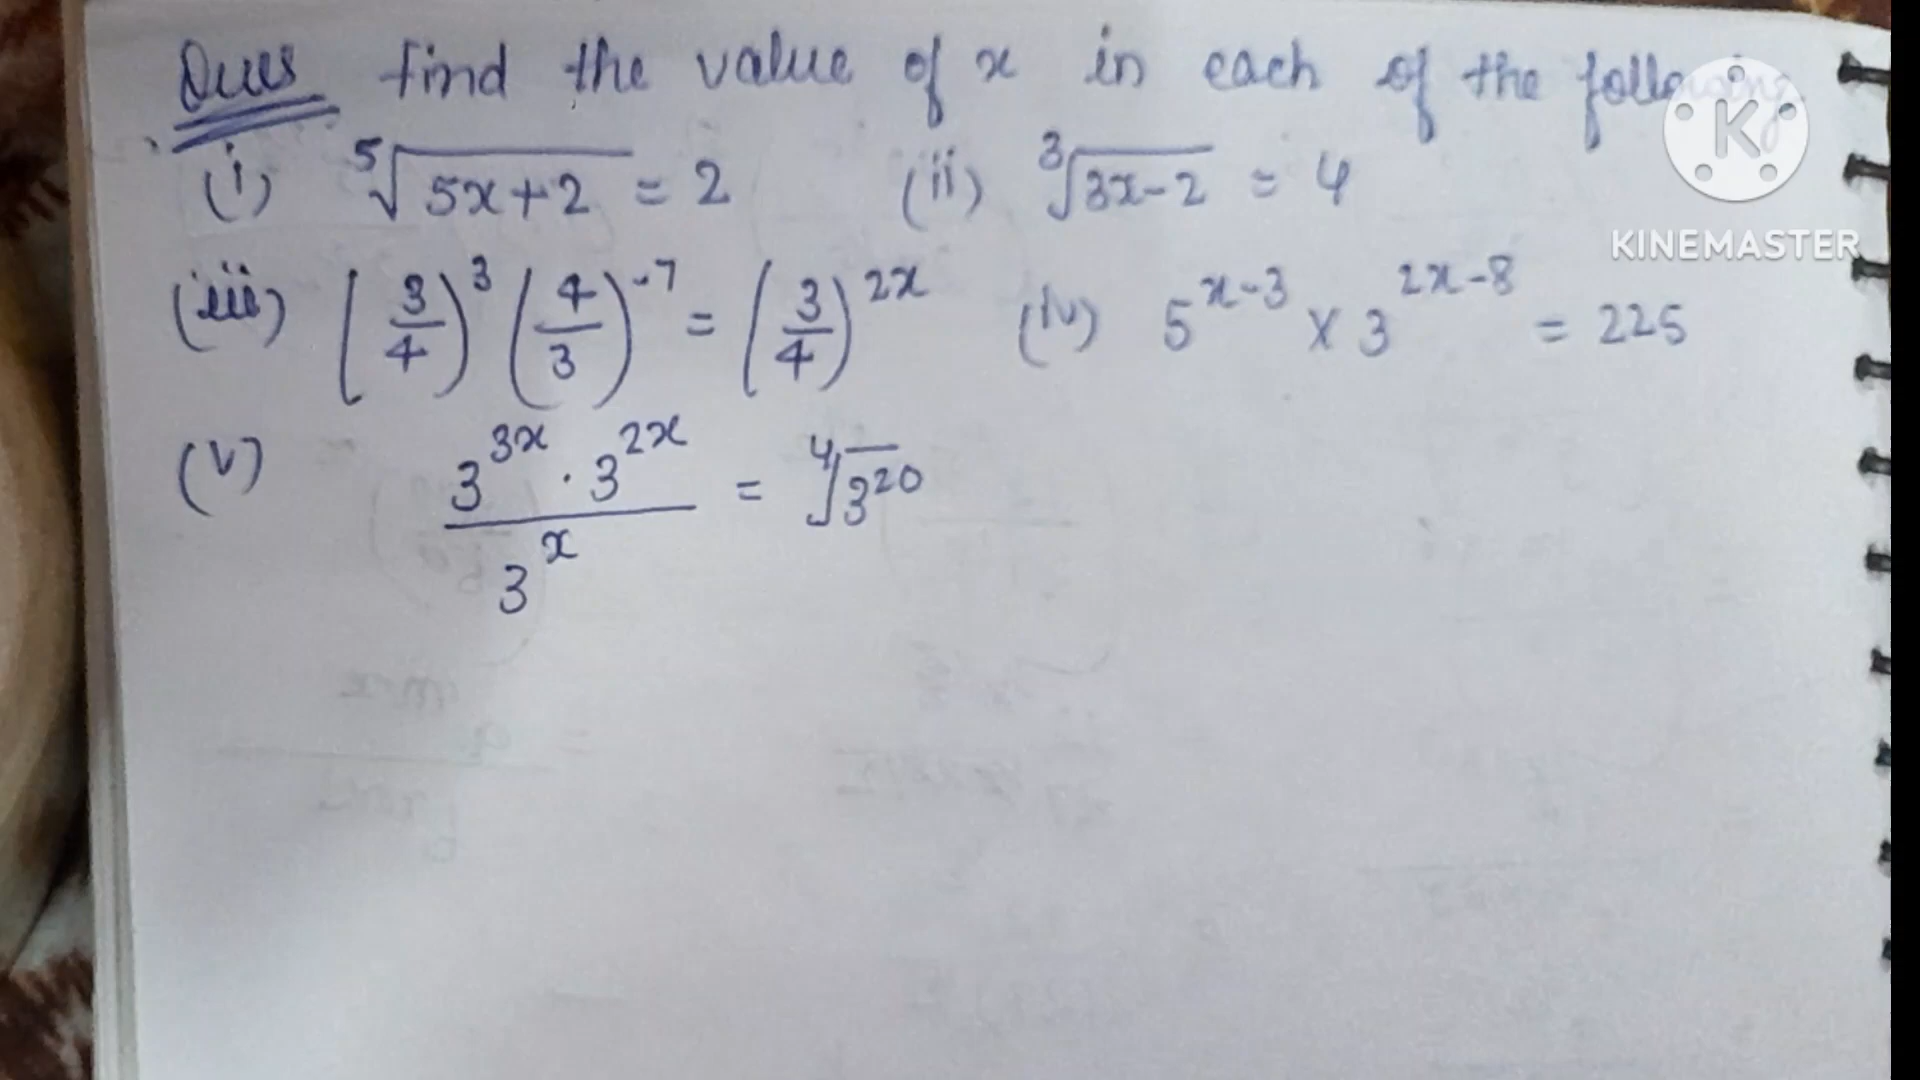 Ques find the value of x in each of the following.
(i) ⁵√(5x+2) = 2 (ii) ³√(3x-2) = 4
(iii) (3/4)³ (4/3)⁻⁷ = (3/4)²ˣ (iv) 5ˣ⁻³ × 3²ˣ⁻⁸ = 225
(v) 3³ˣ · 3²ˣ / 3ˣ = ⁴√3²⁰
K
KINEMASTER